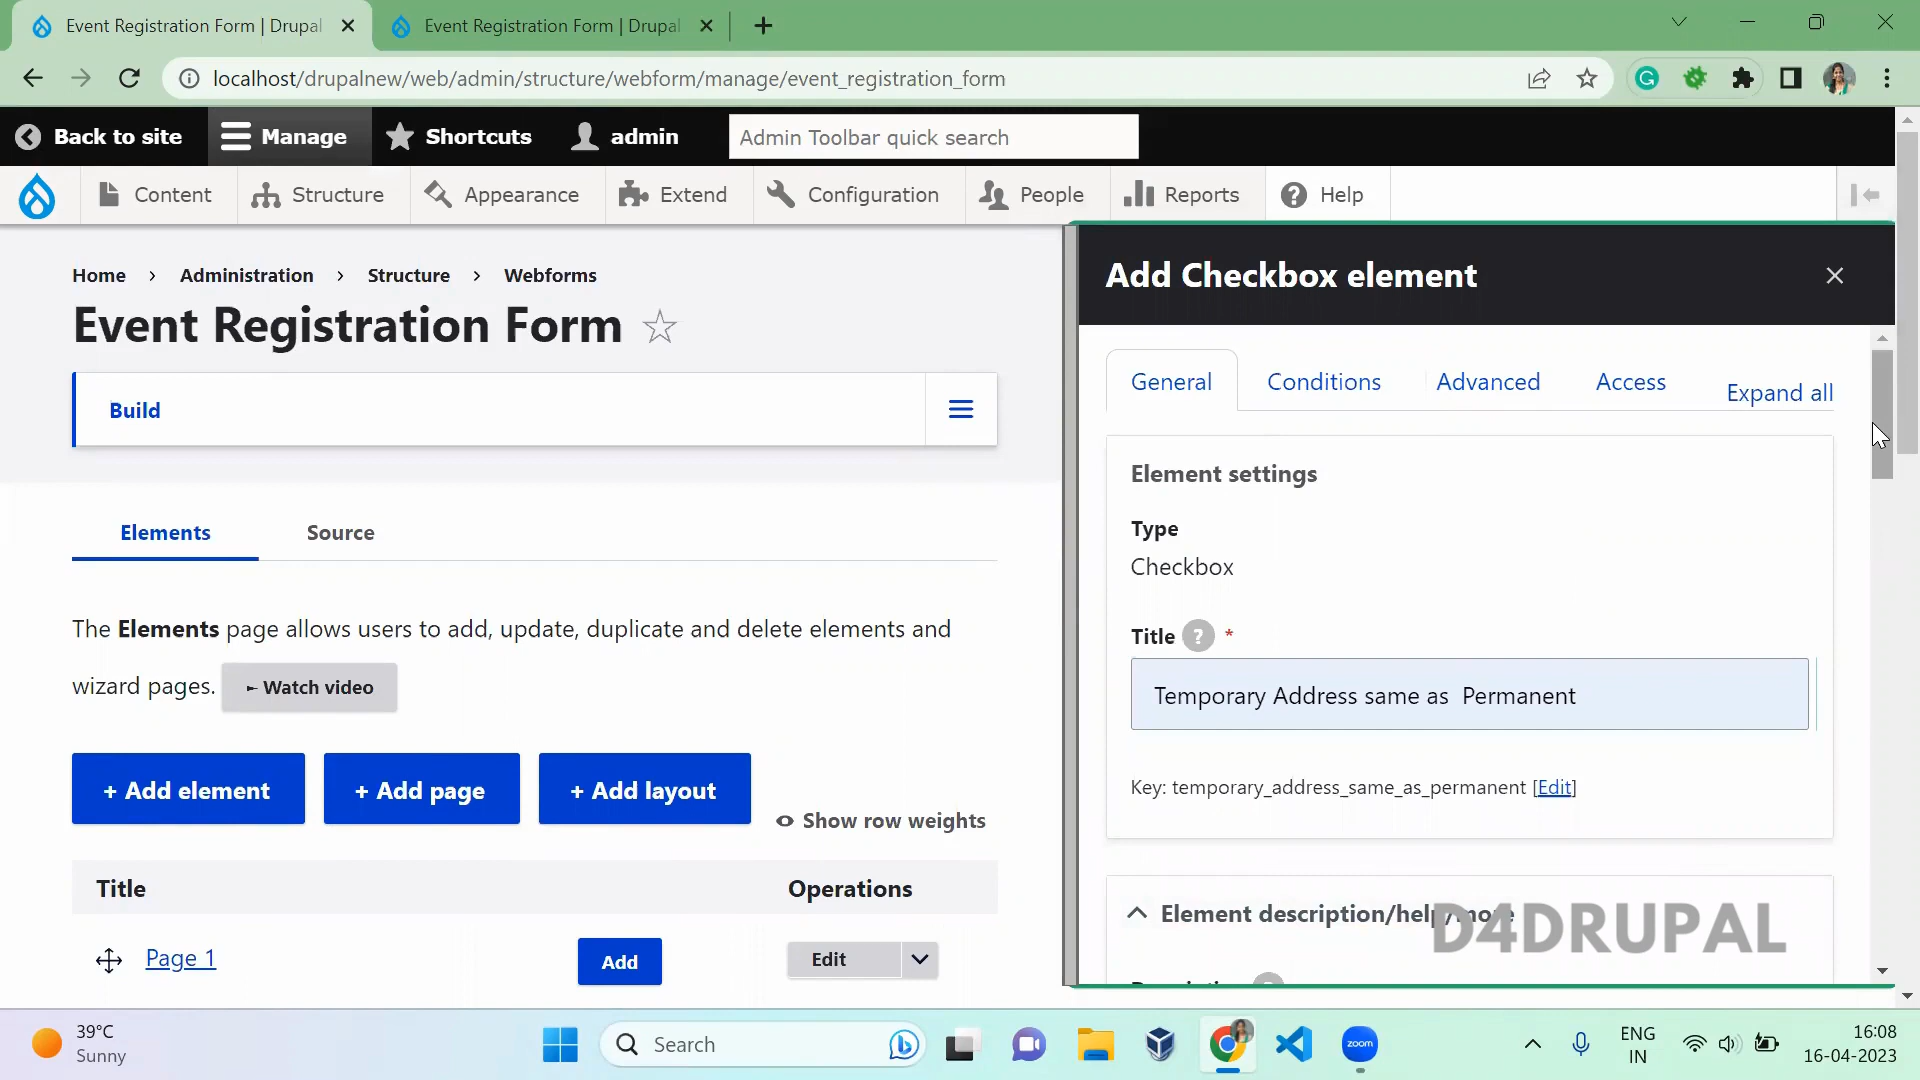 Event Registration Form | Drupal
Event Registration Form | Drupal
localhost/drupalnew/web/admin/structure/webform/manage/event_registration_form
Back to site
Manage
Shortcuts
admin
Admin Toolbar quick search
Content
Structure
Appearance
Extend
Configuration
People
Reports
Help
Home > Administration > Structure > Webforms
Event Registration Form
Build
Elements
Source
The Elements page allows users to add, update, duplicate and delete elements and
wizard pages. ► Watch video
+ Add element
+ Add page
+ Add layout
Show row weights
Title
Operations
Page 1
Add
Edit
Add Checkbox element
General
Conditions
Advanced
Access
Expand all
Element settings
Type
Checkbox
Title ? *
Temporary Address same as  Permanent
Key: temporary_address_same_as_permanent [Edit]
Element description/help/more
D4DRUPAL
39°C
Sunny
Search
zoom
ENG
IN
16:08
16-04-2023